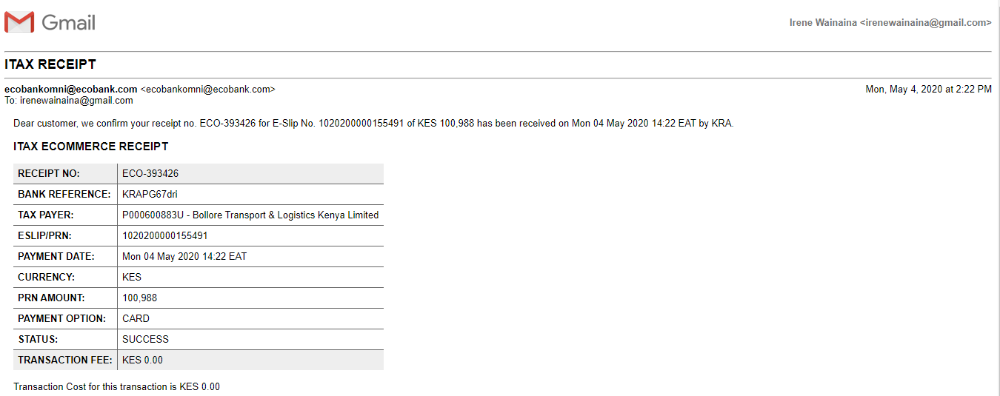 Gmail
Irene Wainaina <irenewainaina@gmail.com>
ITAX RECEIPT
ecobankomni@ecobank.com <ecobankomni@ecobank.com> Mon, May 4, 2020 at 2:22 PM
To: irenewainaina@gmail.com
Dear customer, we confirm your receipt no. ECO-393426 for E-Slip No. 1020200000155491 of KES 100,988 has been received on Mon 04 May 2020 14:22 EAT by KRA.
ITAX ECOMMERCE RECEIPT
RECEIPT NO: ECO-393426
BANK REFERENCE: KRAPG67dri
TAX PAYER: P000600883U - Bollore Transport & Logistics Kenya Limited
ESLIP/PRN: 1020200000155491
PAYMENT DATE: Mon 04 May 2020 14:22 EAT
CURRENCY: KES
PRN AMOUNT: 100,988
PAYMENT OPTION: CARD
STATUS: SUCCESS
TRANSACTION FEE: KES 0.00
Transaction Cost for this transaction is KES 0.00